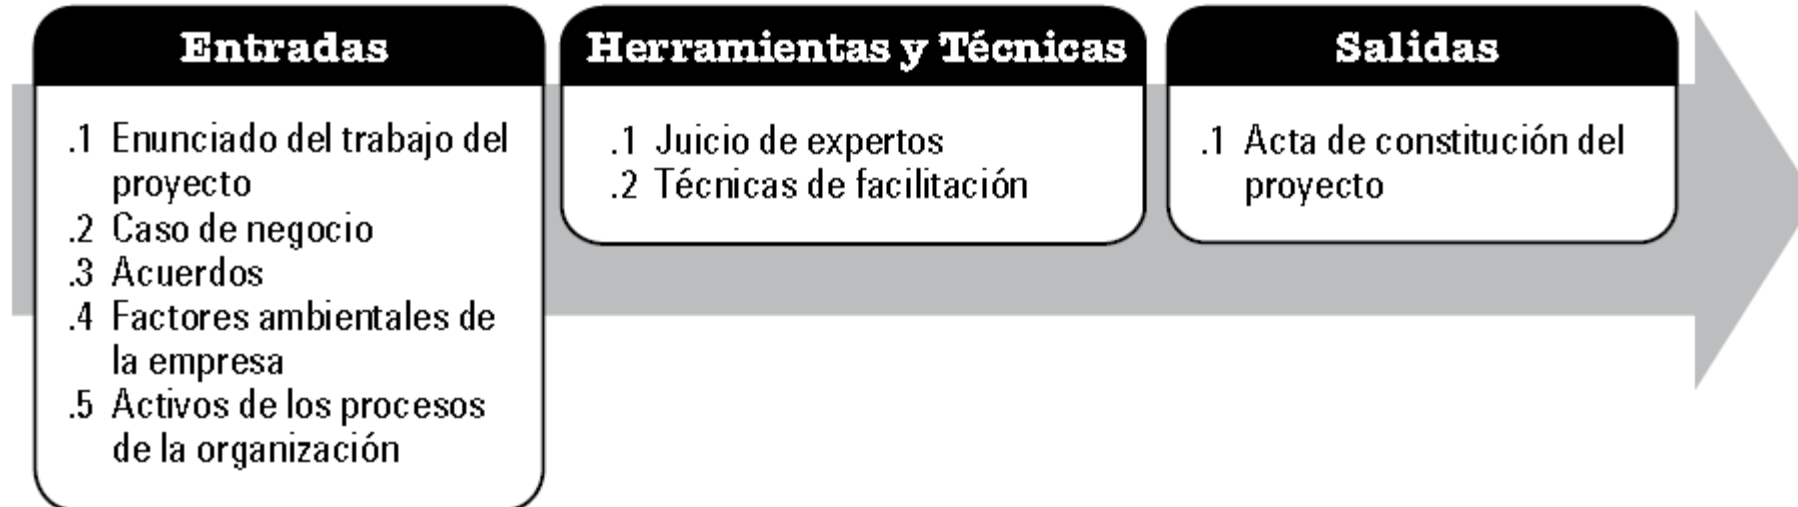 Entradas
.1 Enunciado del trabajo del
proyecto
.2 Caso de negocio
.3 Acuerdos
.4 Factores ambientales de
la empresa
.5 Activos de los procesos
de la organización
Herramientas y Técnicas
.1 Juicio de expertos
.2 Técnicas de facilitación
Salidas
.1 Acta de constitución del
proyecto